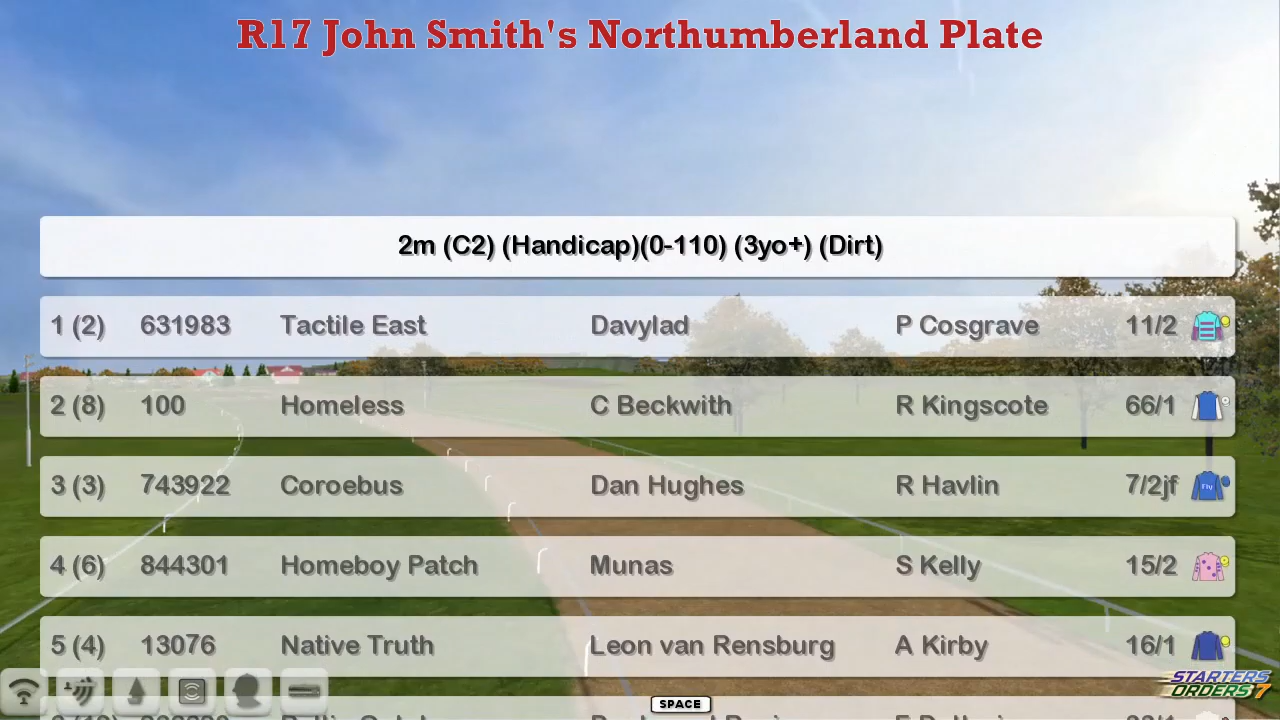 R17 John Smith's Northumberland Plate
2m (C2) (Handicap)(0-110) (3yo+) (Dirt)
1 (2) 631983 Tactile East Davylad P Cosgrave 11/2
2 (8) 100 Homeless C Beckwith R Kingscote 66/1
3 (3) 743922 Coroebus Dan Hughes R Havlin 7/2jf Fly
4 (6) 844301 Homeboy Patch Munas S Kelly 15/2
5 (4) 13076 Native Truth Leon van Rensburg A Kirby 16/1
STARTERS
ORDERS 7
SPACE